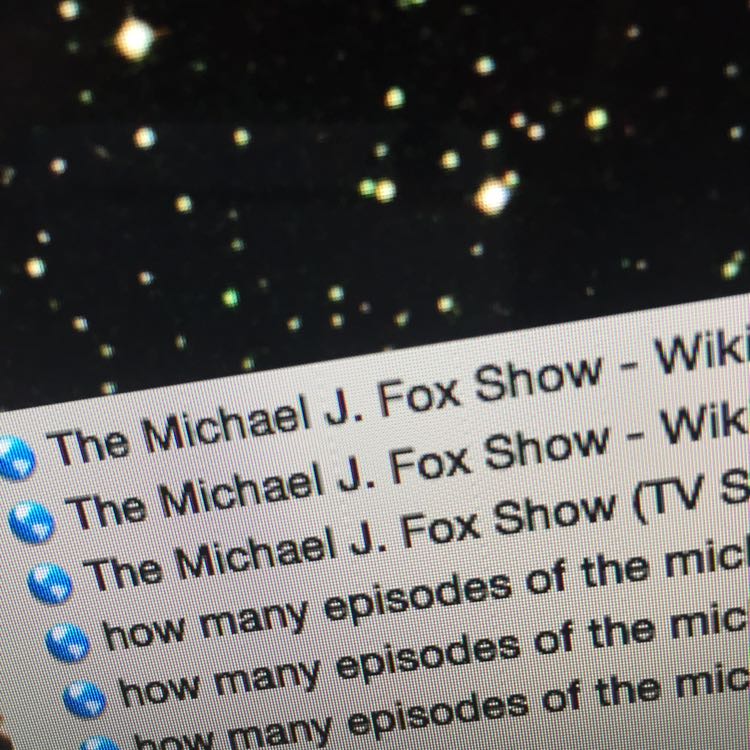 The Michael J. Fox Show - Wiki
The Michael J. Fox Show - Wik
The Michael J. Fox Show (TV S
how many episodes of the mich
how many episodes of the mic
how many episodes of the mic